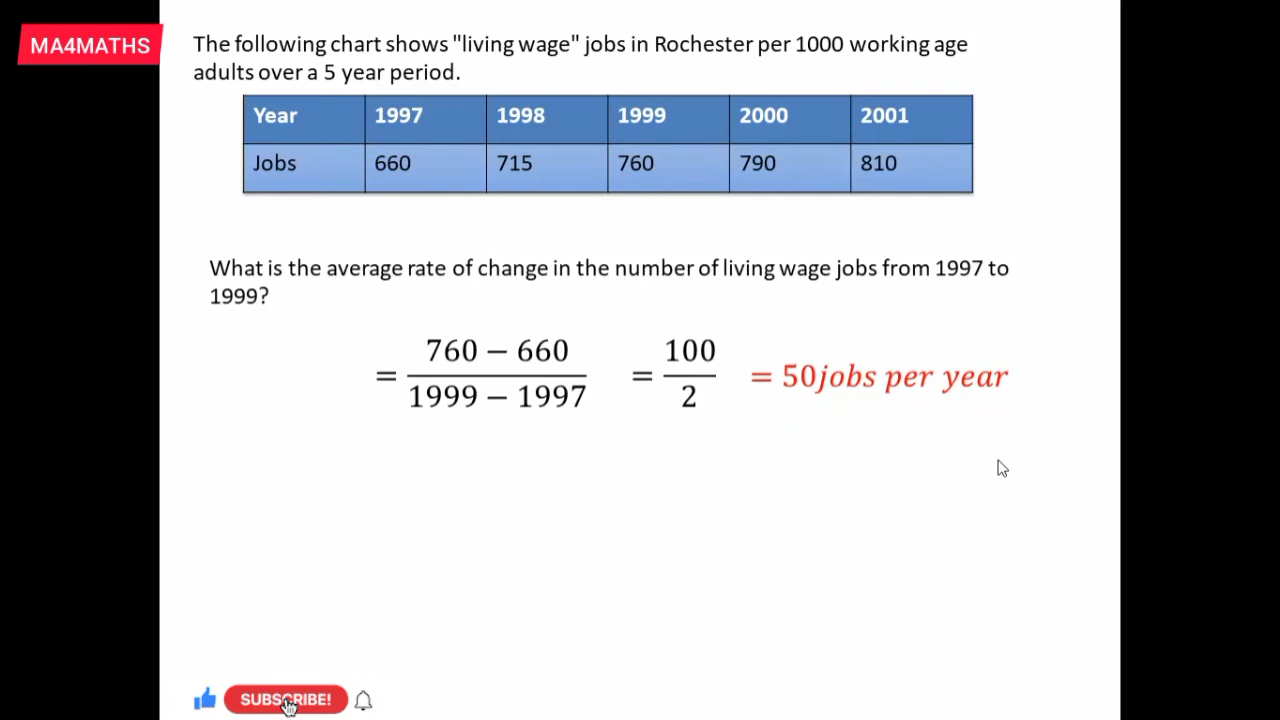 MA4MATHS
The following chart shows "living wage" jobs in Rochester per 1000 working age
adults over a 5 year period.
Year 1997 1998 1999 2000 2001
Jobs 660 715 760 790 810
What is the average rate of change in the number of living wage jobs from 1997 to
1999?
= (760 − 660)/(1999 − 1997) = 100/2 = 50jobs per year
SUBSCRIBE!